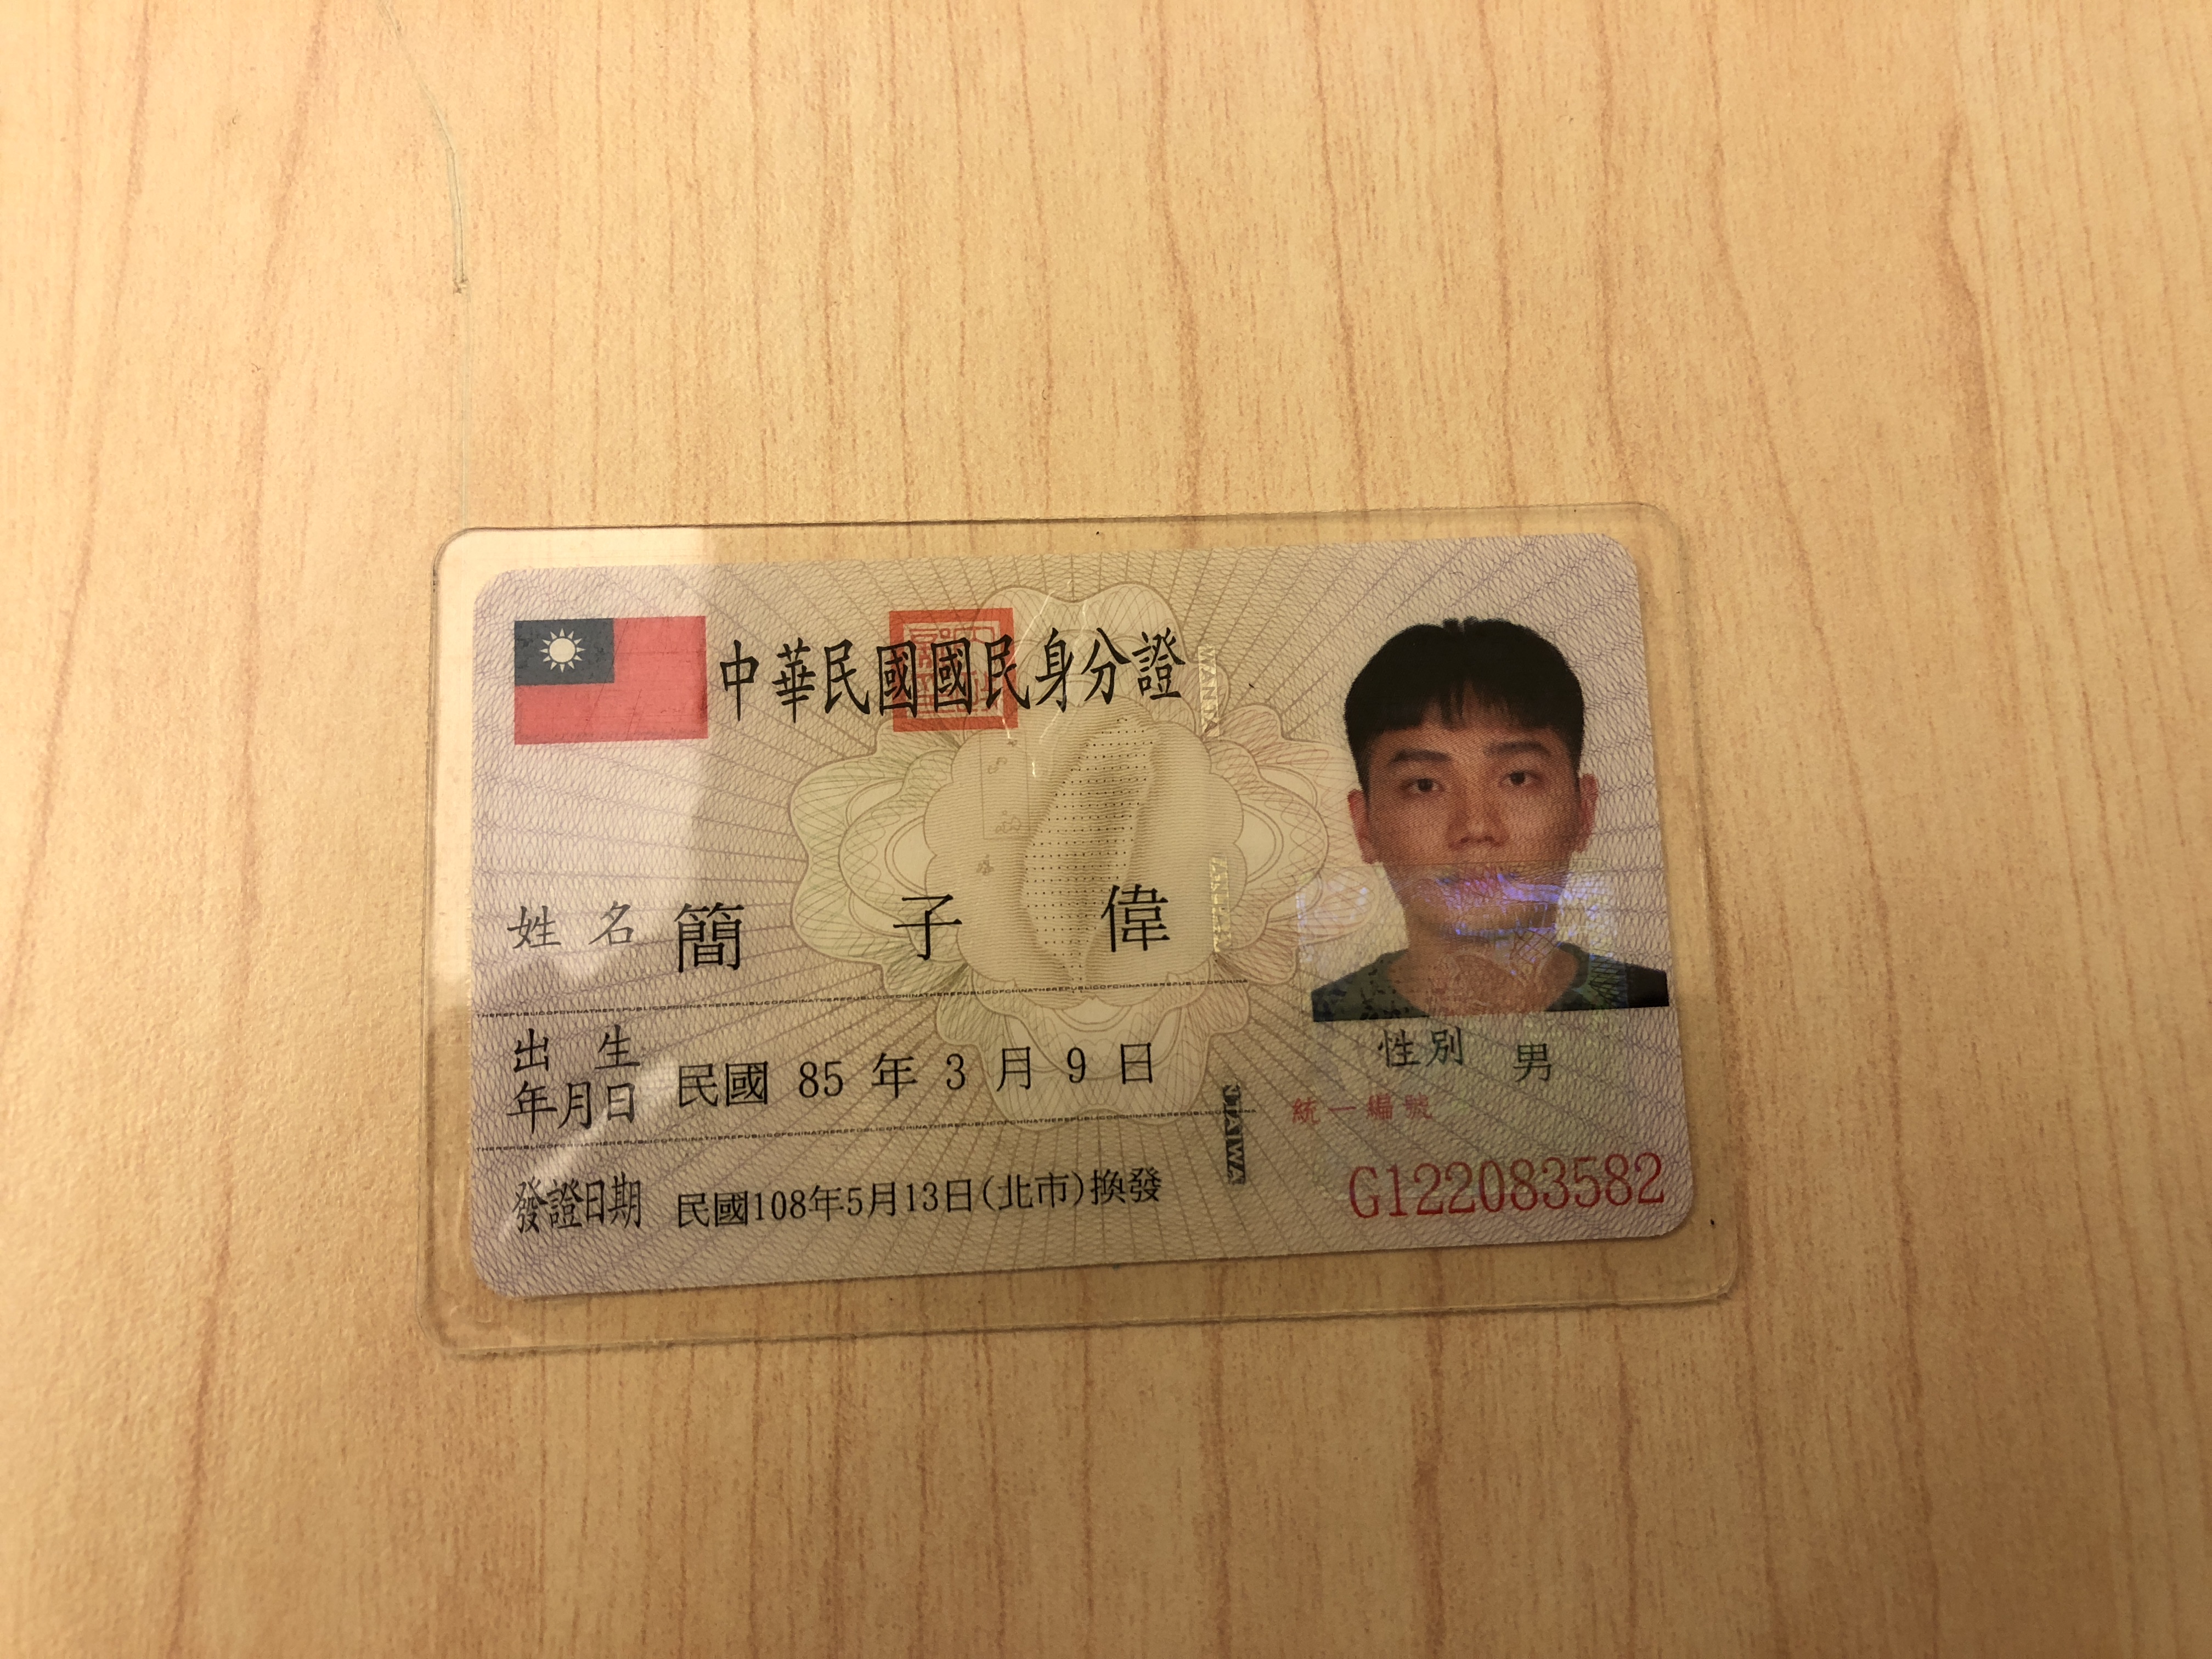 中華民國國民身分證
姓名 簡子偉
出生年月日 民國 85 年 3 月 9 日
性別 男
發證日期 民國108年5月13日(北市)換發
統一編號
G122083582
TAIWAN